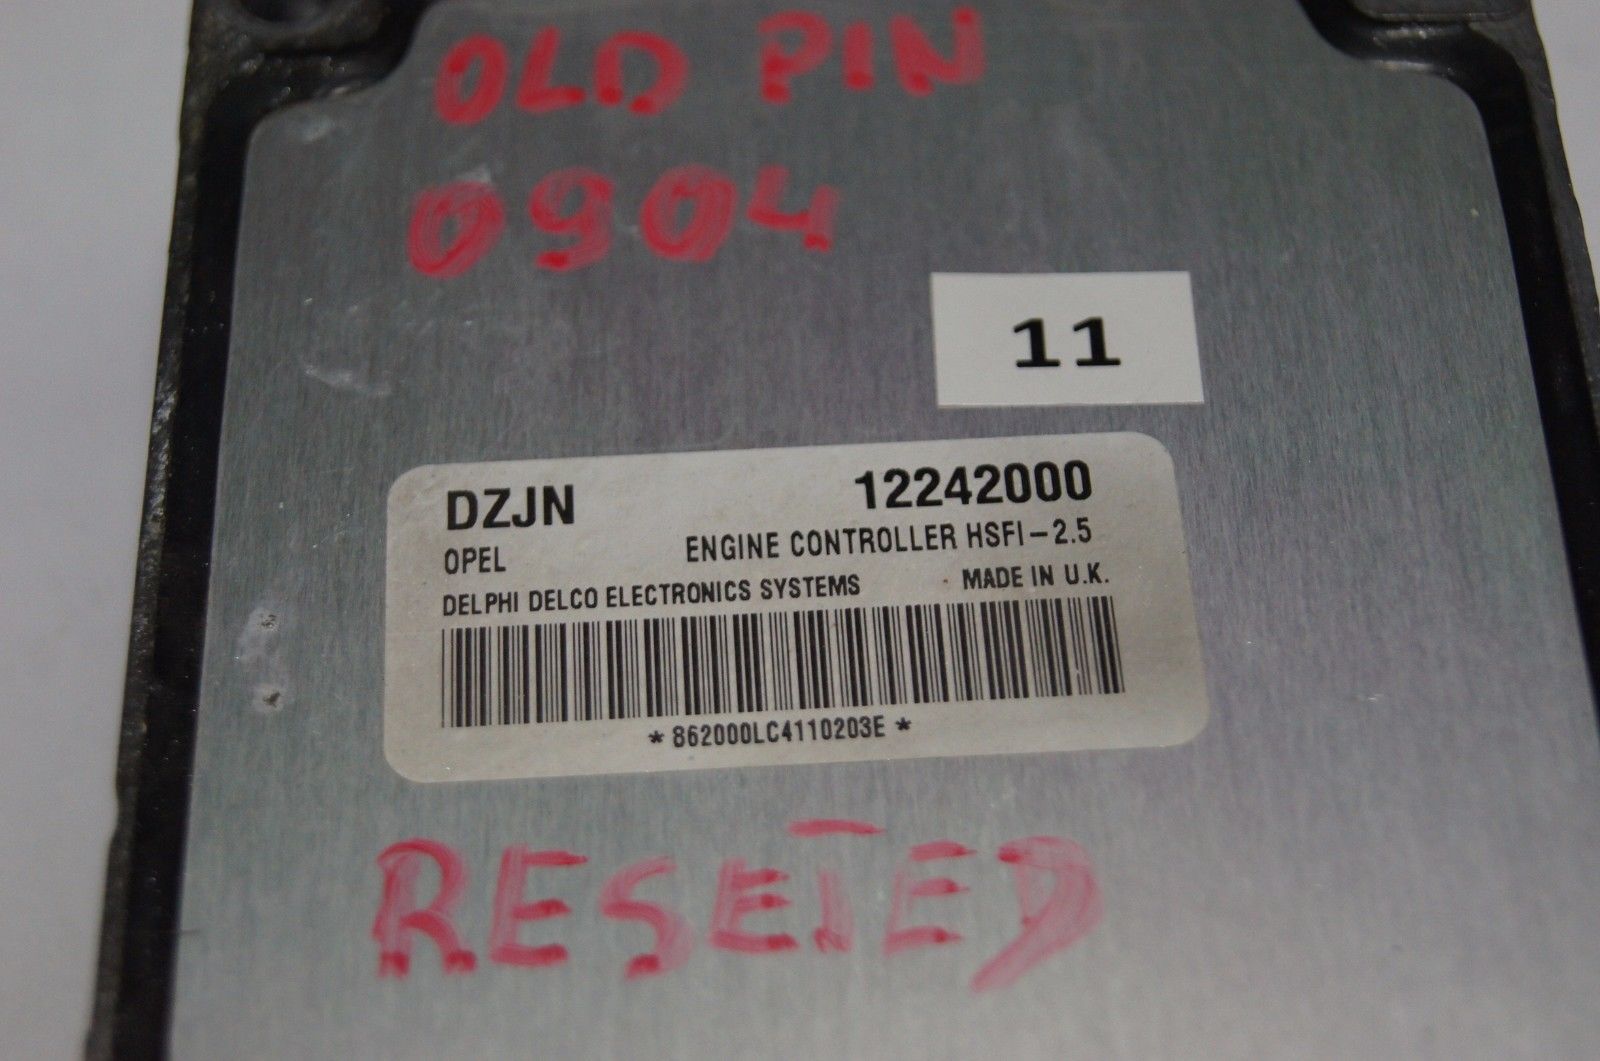 OLD PIN
0904
11
DZJN 12242000
OPEL ENGINE CONTROLLER HSFI-2.5
DELPHI DELCO ELECTRONICS SYSTEMS MADE IN U.K.
*862000LC4110203E*
RESETED